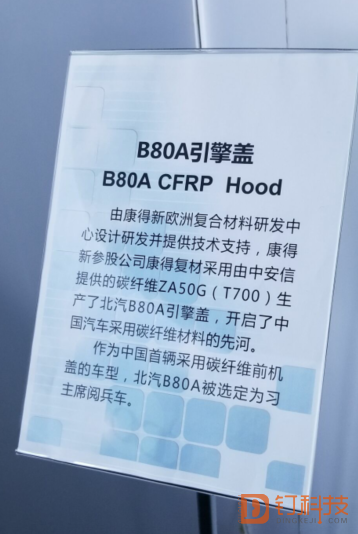 B80A引擎盖
B80A CFRP Hood
由康得新欧洲复合材料研发中
心设计研发并提供技术支持，康得
新参股公司康得复材采用由中安信
提供的碳纤维ZA50G（T700）生
产了北汽B80A引擎盖，开启了中
国汽车采用碳纤维材料的先河。
作为中国首辆采用碳纤维前机
盖的车型，北汽B80A被选定为习
主席阅兵车。
钉科技